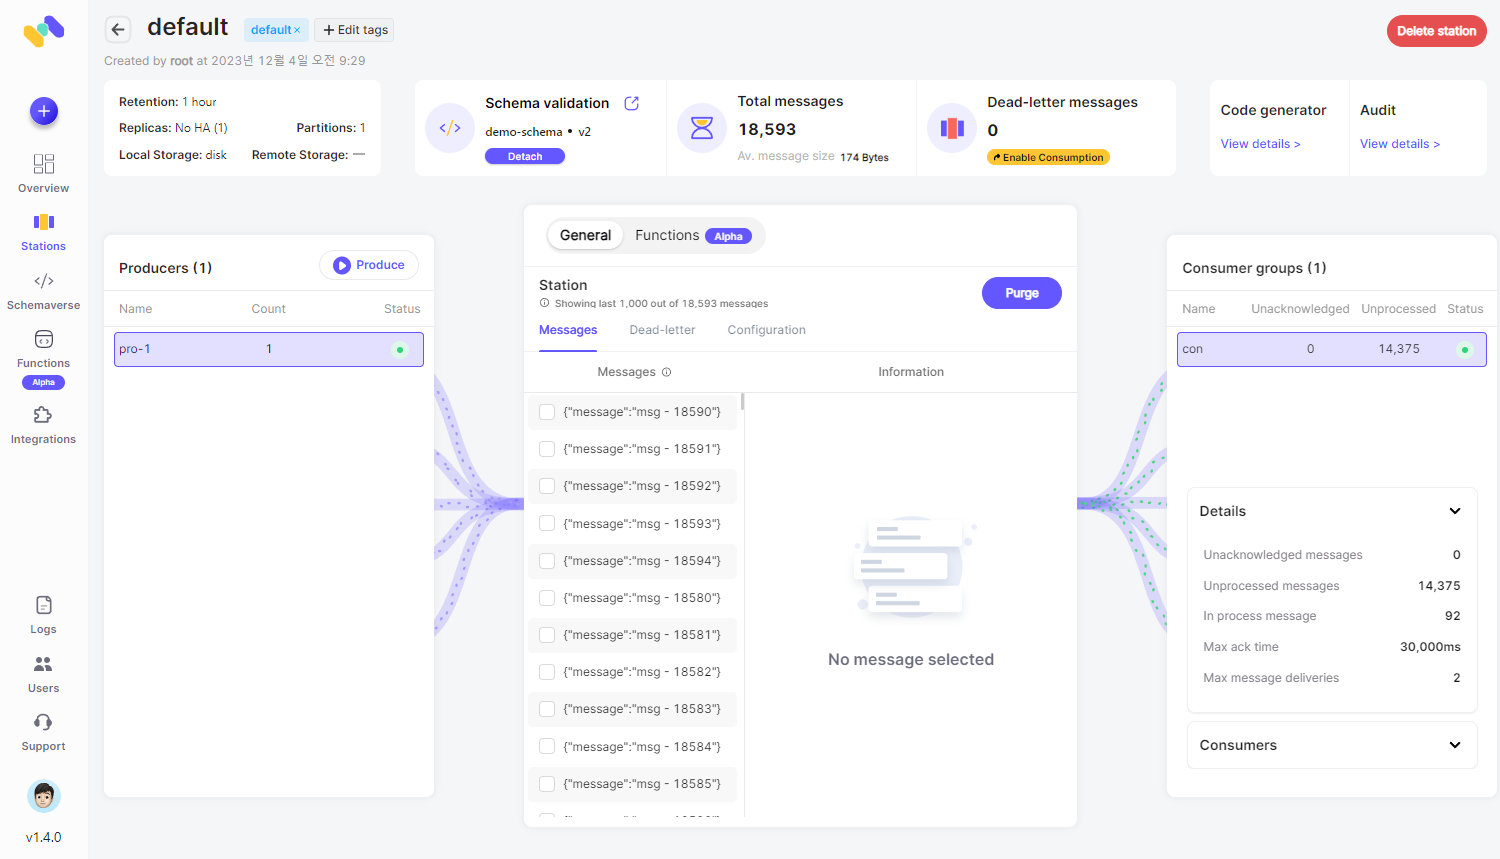 default
default×
+ Edit tags
Delete station
Created by root at 2023년 12월 4일 오전 9:29
Retention: 1 hour
Replicas: No HA (1)
Partitions: 1
Local Storage: disk
Remote Storage: —
Schema validation
demo-schema • v2
Detach
Total messages
18,593
Av. message size 174 Bytes
Dead-letter messages
0
Enable Consumption
Code generator
View details >
Audit
View details >
Overview
Stations
Schemaverse
Functions
Alpha
Integrations
Logs
Users
Support
v1.4.0
Producers (1)
Produce
Name Count Status
pro-1 1
General
Functions Alpha
Station
Showing last 1,000 out of 18,593 messages
Purge
Messages Dead-letter Configuration
Messages
Information
{"message":"msg - 18590"}
{"message":"msg - 18591"}
{"message":"msg - 18592"}
{"message":"msg - 18593"}
{"message":"msg - 18594"}
{"message":"msg - 18580"}
{"message":"msg - 18581"}
{"message":"msg - 18582"}
{"message":"msg - 18583"}
{"message":"msg - 18584"}
{"message":"msg - 18585"}
No message selected
Consumer groups (1)
Name Unacknowledged Unprocessed Status
con 0 14,375
Details
Unacknowledged messages 0
Unprocessed messages 14,375
In process message 92
Max ack time 30,000ms
Max message deliveries 2
Consumers